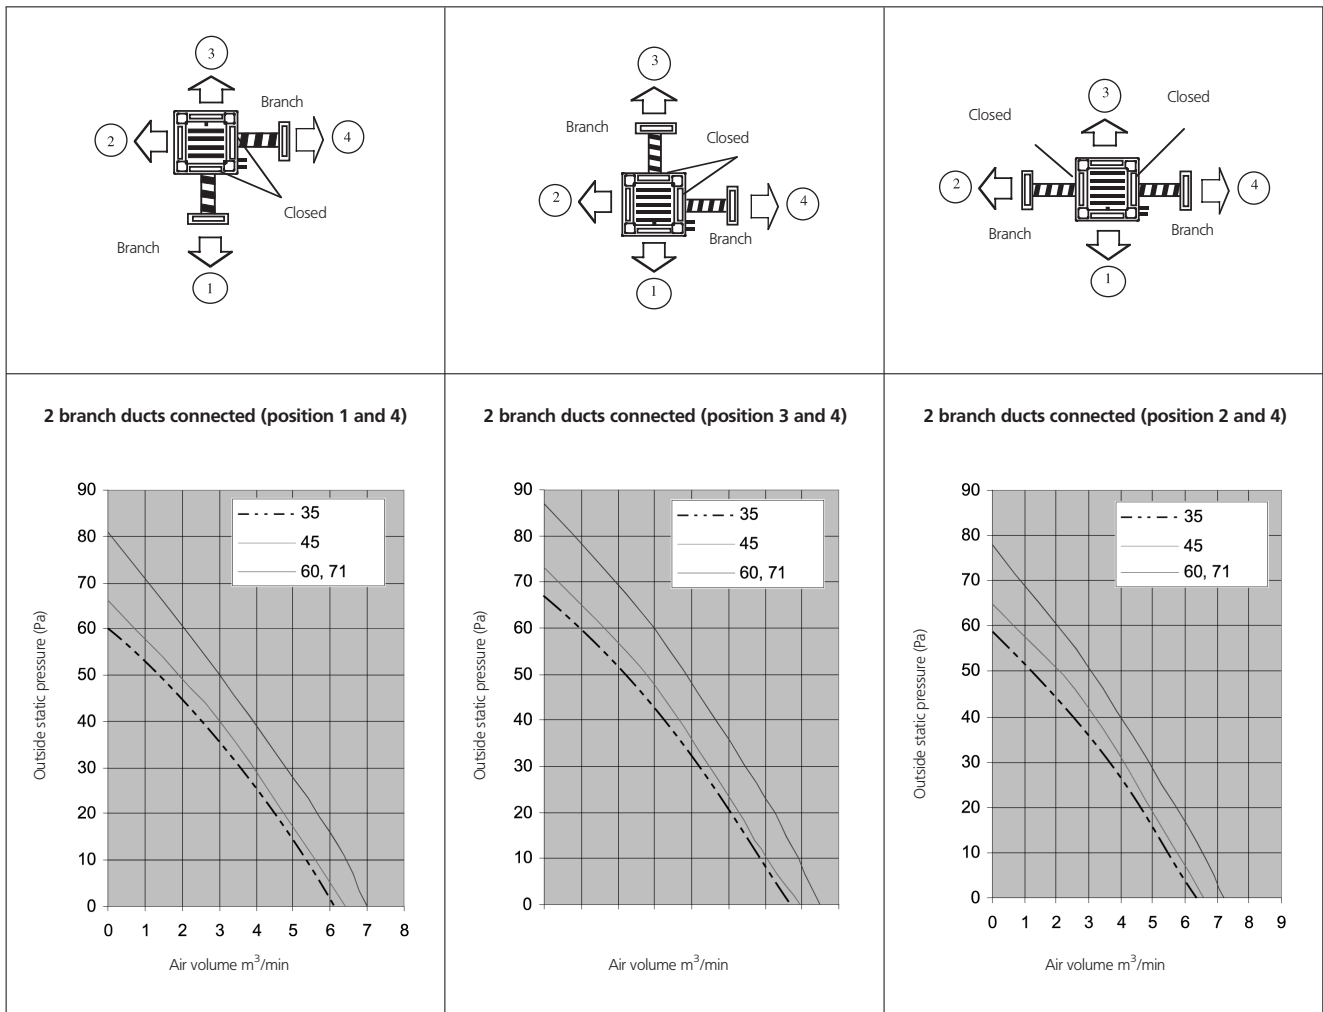 3
Branch
2
4
Closed
Branch
1
3
Branch
Closed
2
4
Branch
1
3
Closed
Closed
2
4
Branch
Branch
1
2 branch ducts connected (position 1 and 4)
90
80
70
60
50
40
30
20
10
0
0 1 2 3 4 5 6 7 8
35
45
60, 71
Outside static pressure (Pa)
Air volume m³/min
2 branch ducts connected (position 3 and 4)
90
80
70
60
50
40
30
20
10
0
35
45
60, 71
Outside static pressure (Pa)
Air volume m³/min
2 branch ducts connected (position 2 and 4)
90
80
70
60
50
40
30
20
10
0
0 1 2 3 4 5 6 7 8 9
35
45
60, 71
Outside static pressure (Pa)
Air volume m³/min